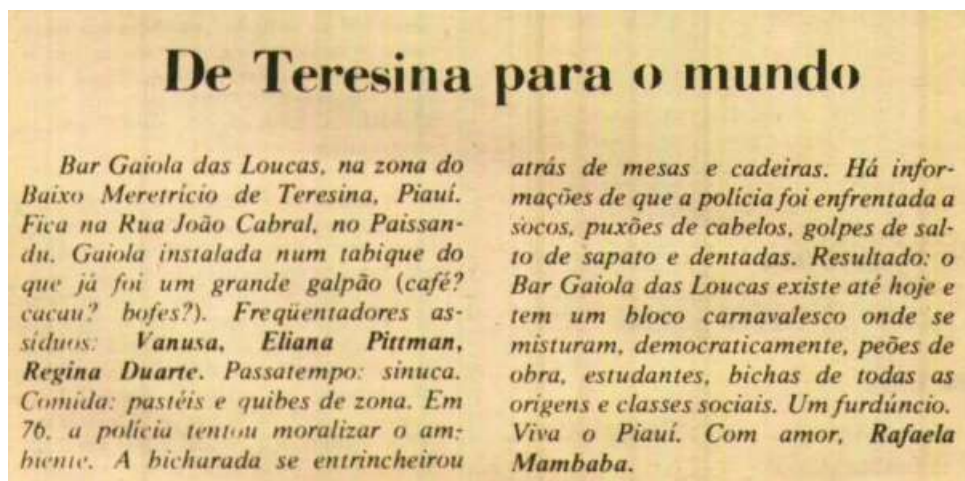 De Teresina para o mundo
Bar Gaiola das Loucas, na zona do
Baixo Meretrício de Teresina, Piauí.
Fica na Rua João Cabral, no Paissan-
du. Gaiola instalada num tabique do
que já foi um grande galpão (café?
cacau? bofes?). Freqüentadores as-
síduos: Vanusa, Eliana Pittman,
Regina Duarte. Passatempo: sinuca.
Comida: pastéis e quibes de zona. Em
76, a polícia tentou moralizar o am-
biente. A bicharada se entrincheirou
atrás de mesas e cadeiras. Há infor-
mações de que a polícia foi enfrentada a
socos, puxões de cabelos, golpes de sal-
to de sapato e dentadas. Resultado: o
Bar Gaiola das Loucas existe até hoje e
tem um bloco carnavalesco onde se
misturam, democraticamente, peões de
obra, estudantes, bichas de todas as
origens e classes sociais. Um furdúncio.
Viva o Piauí. Com amor, Rafaela
Mambaba.